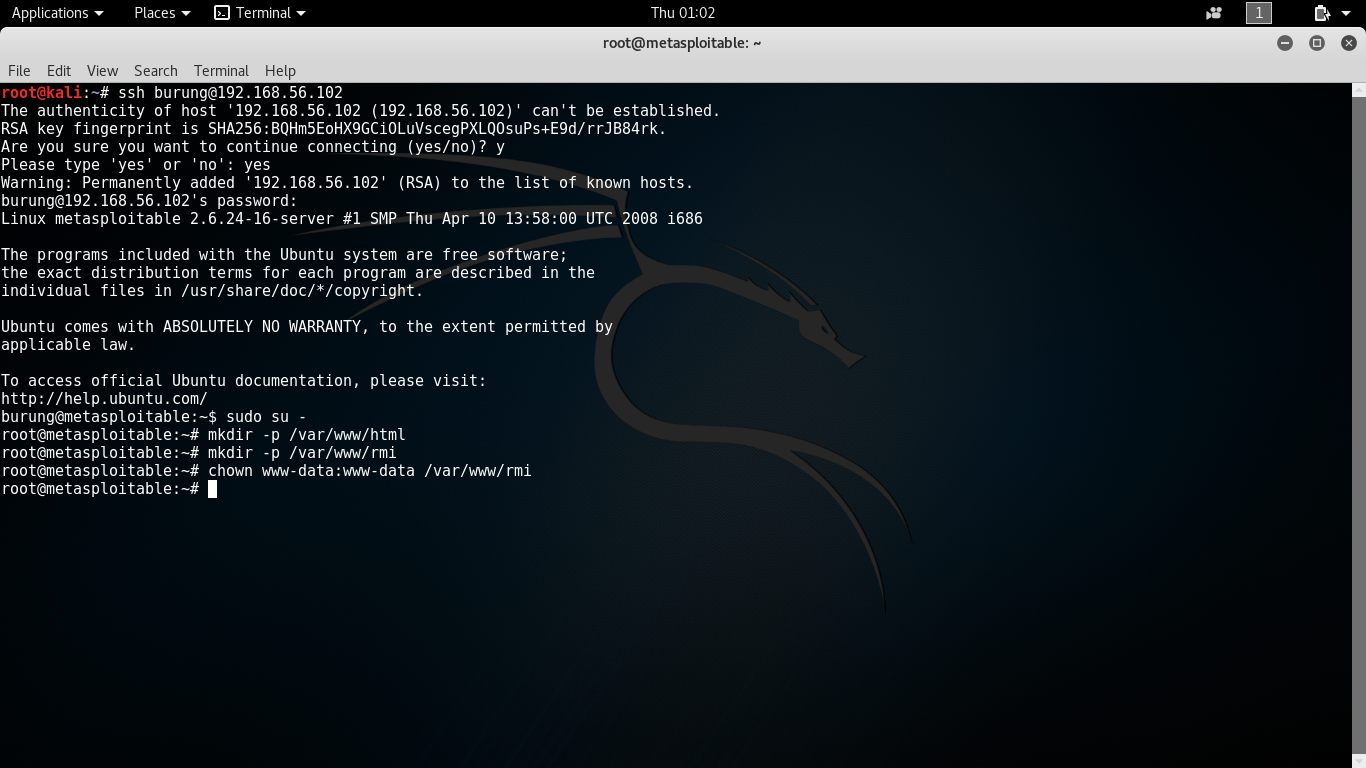 Applications Places Terminal Thu 01:02 1
root@metasploitable: ~
File Edit View Search Terminal Help
root@kali:~# ssh burung@192.168.56.102
The authenticity of host '192.168.56.102 (192.168.56.102)' can't be established.
RSA key fingerprint is SHA256:BQHm5EoHX9GCiOLuVscegPXLQOsuPs+E9d/rrJB84rk.
Are you sure you want to continue connecting (yes/no)? y
Please type 'yes' or 'no': yes
Warning: Permanently added '192.168.56.102' (RSA) to the list of known hosts.
burung@192.168.56.102's password:
Linux metasploitable 2.6.24-16-server #1 SMP Thu Apr 10 13:58:00 UTC 2008 i686
The programs included with the Ubuntu system are free software;
the exact distribution terms for each program are described in the
individual files in /usr/share/doc/*/copyright.
Ubuntu comes with ABSOLUTELY NO WARRANTY, to the extent permitted by
applicable law.
To access official Ubuntu documentation, please visit:
http://help.ubuntu.com/
burung@metasploitable:~$ sudo su -
root@metasploitable:~# mkdir -p /var/www/html
root@metasploitable:~# mkdir -p /var/www/rmi
root@metasploitable:~# chown www-data:www-data /var/www/rmi
root@metasploitable:~#